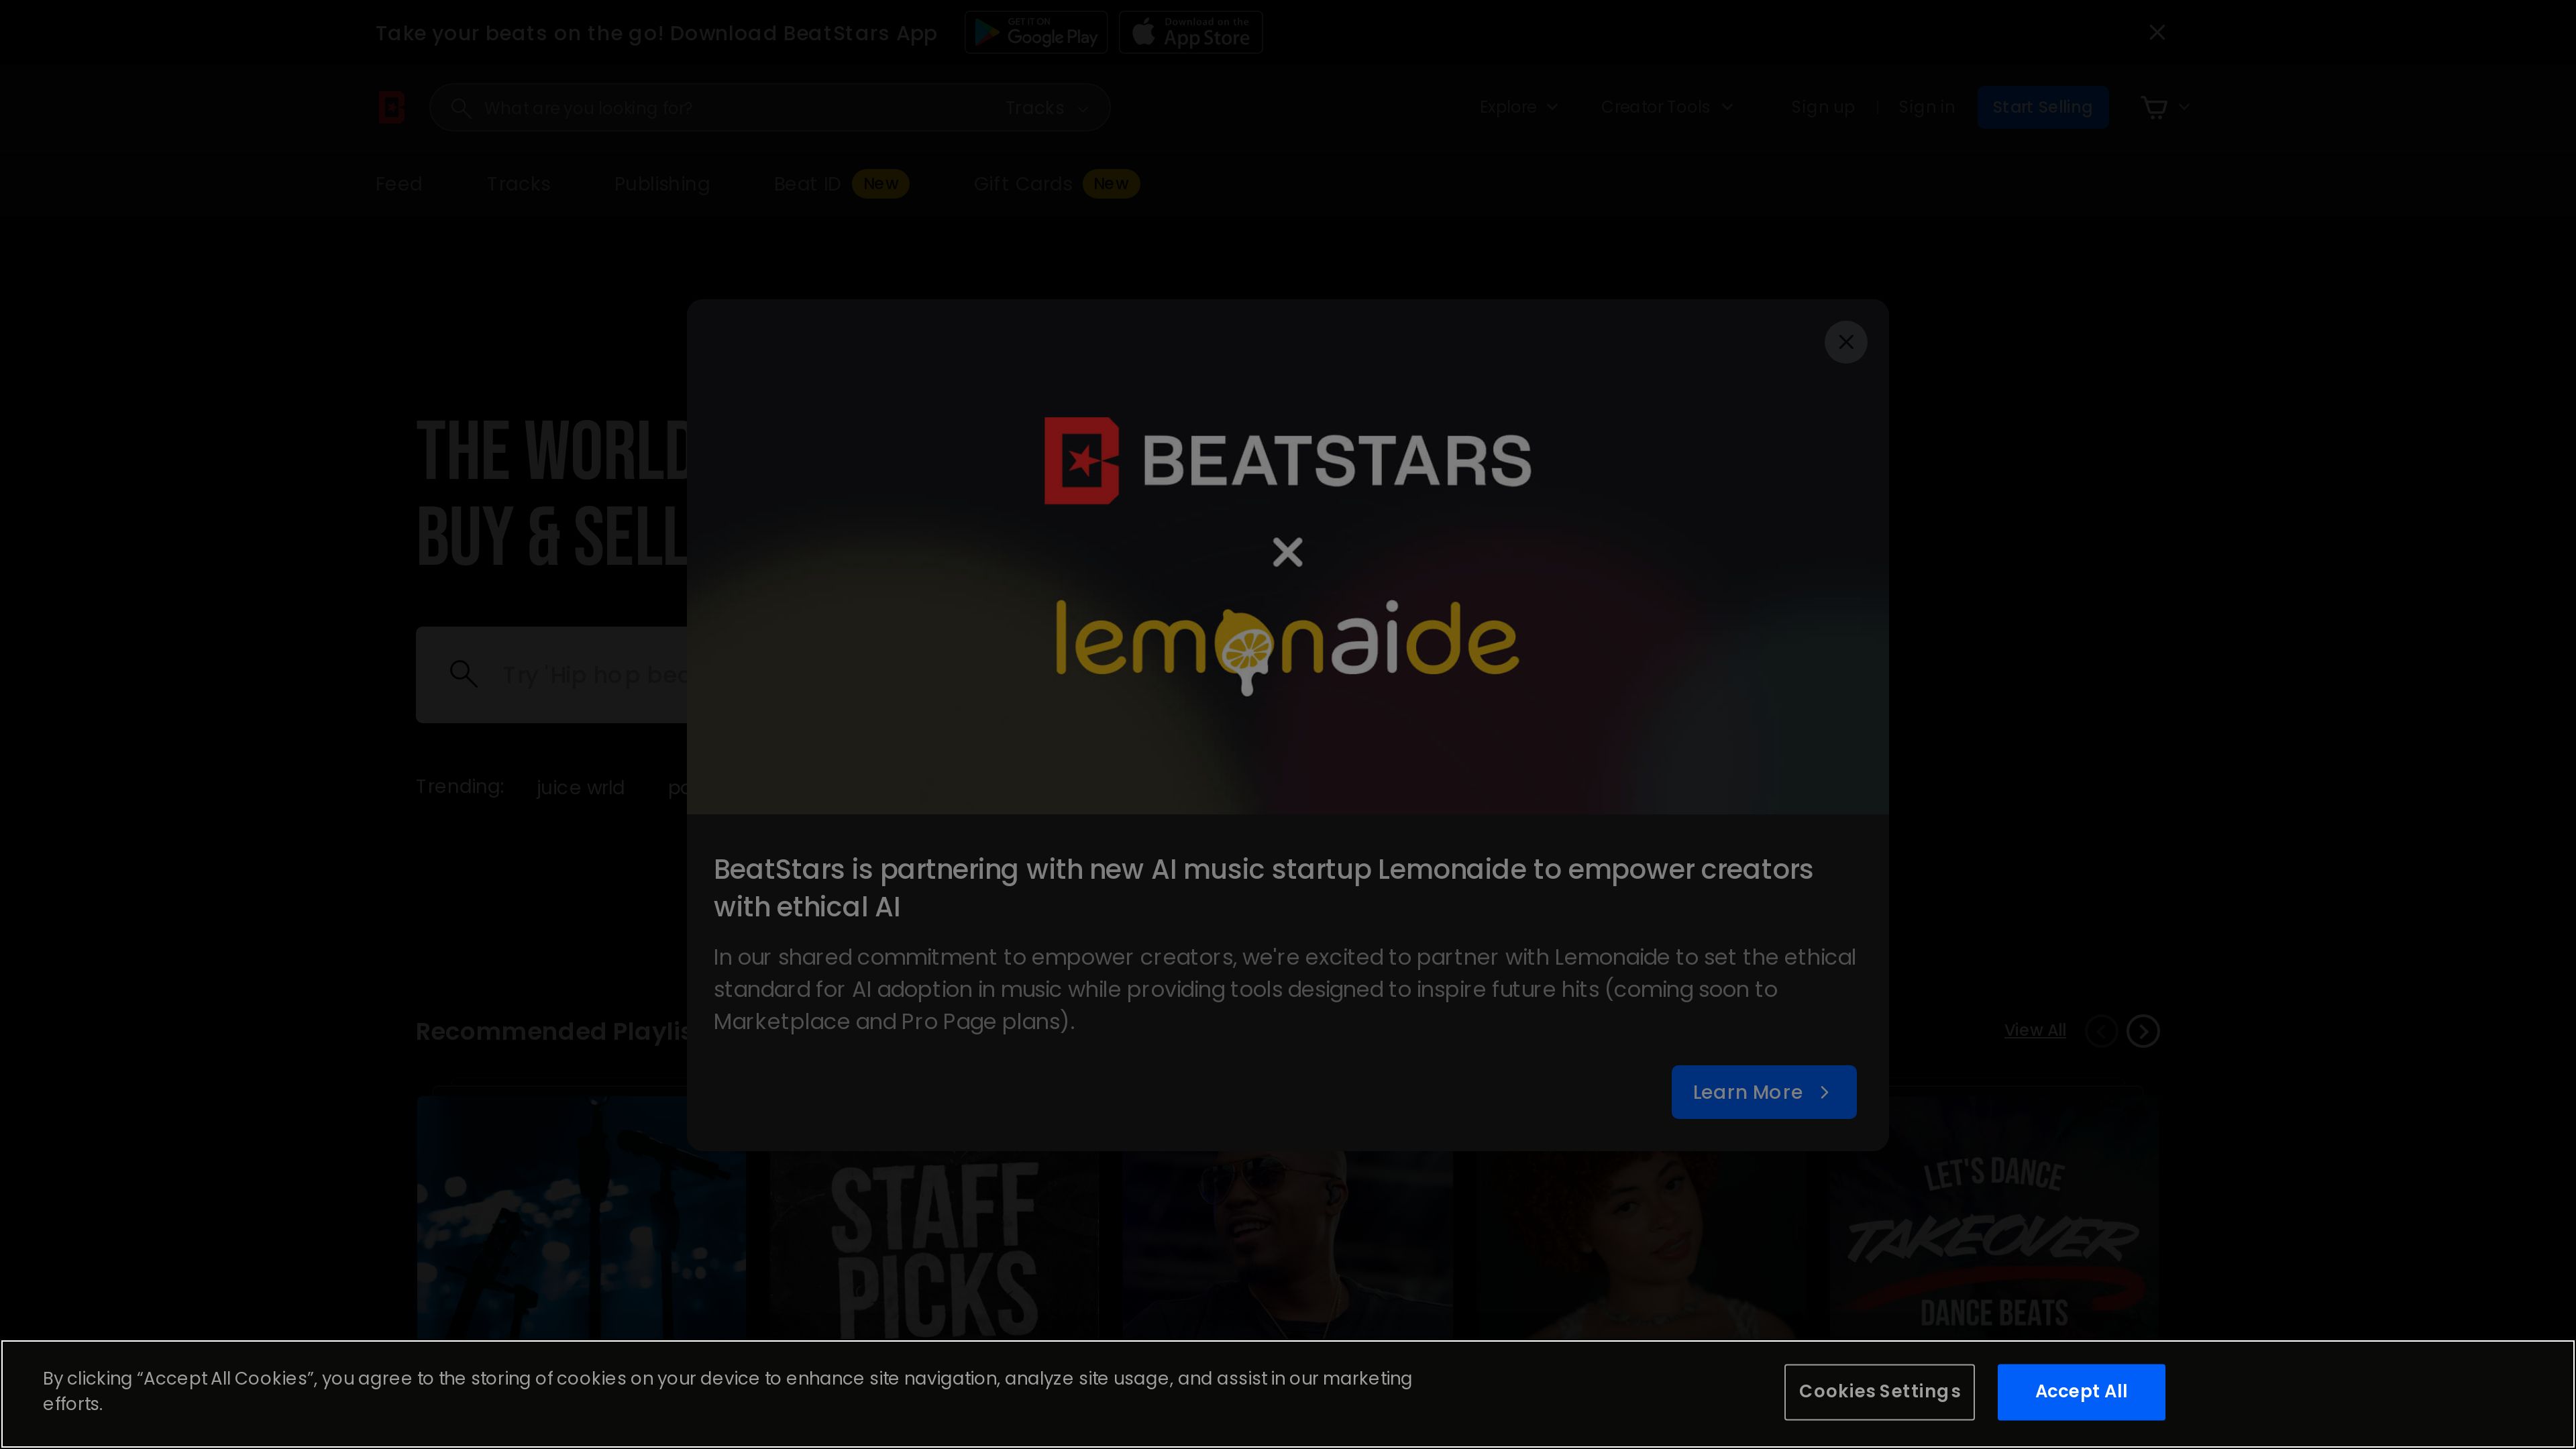 Take your beats on the go! Download BeatStars App
GET IT ON
Google Play
Download on the
App Store
What are you looking for?
Tracks
Explore
Creator Tools
Sign up
Sign in
Start Selling
Feed
Tracks
Publishing
Beat ID
New
Gift Cards
New
BEATSTARS
lemonaide
THE WORLD
BUY & SELL
Try 'Hip hop
Trending:
juice wrld
BeatStars is partnering with new AI music startup Lemonaide to empower creators
with ethical AI
In our shared commitment to empower creators, we're excited to partner with Lemonaide to set the ethical
standard for AI adoption in music while providing tools designed to inspire future hits (coming soon to
Marketplace and Pro Page plans).
Learn More
Recommended
View All
STAFF
PICKS
LET'S DANCE
TAKEOVER
DANCE BEATS
By clicking “Accept All Cookies”, you agree to the storing of cookies on your device to enhance site navigation, analyze site usage, and assist in our marketing
efforts.
Cookies Settings
Accept All